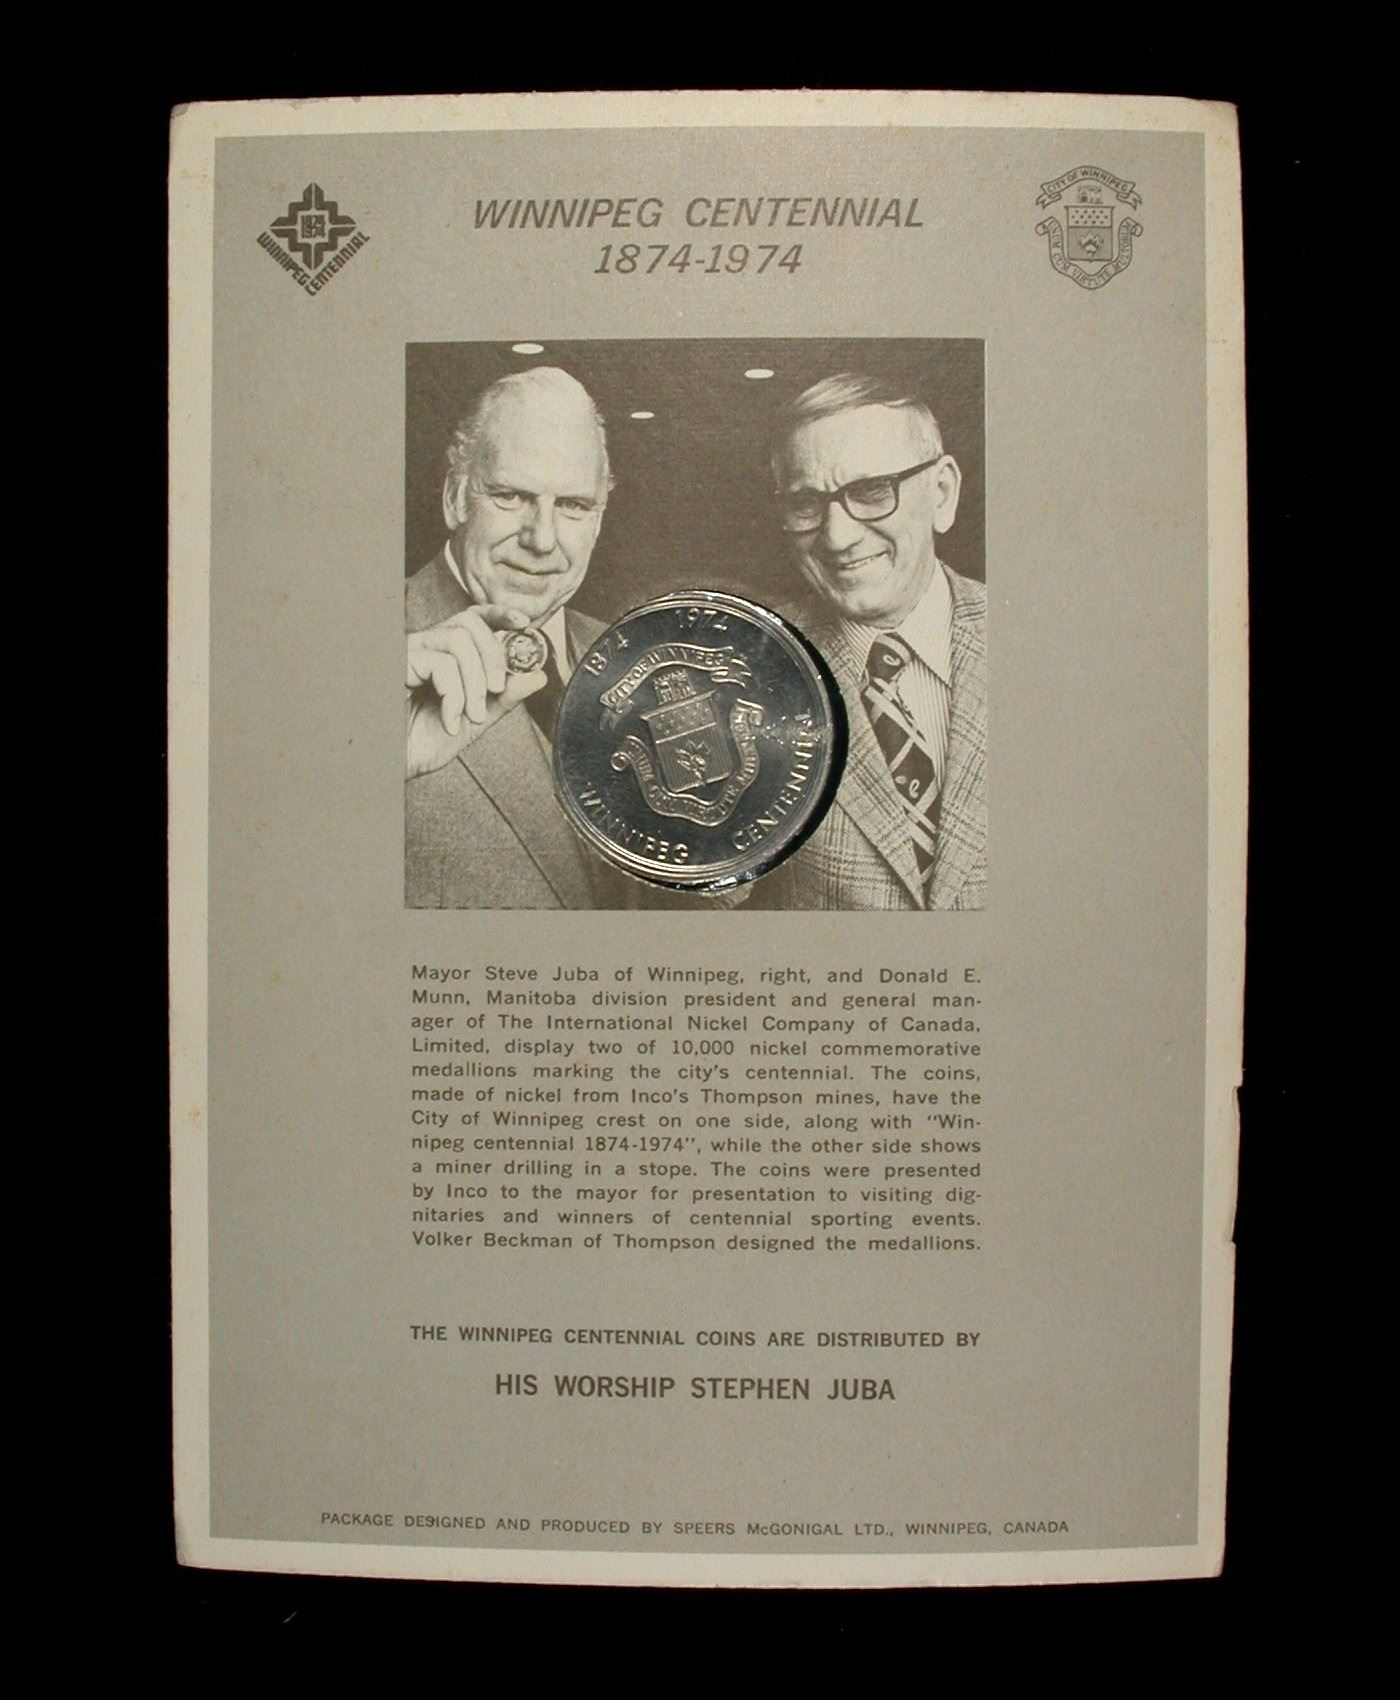 WINNIPEG CENTENNIAL
1874-1974
WINNIPEG CENTENNIAL
CITY OF WINNIPEG
UNUM CUM VIRTUTE MULTORUM
1874 1974
CITY OF WINNIPEG
UNUM CUM VIRTUTE
WINNIPEG CENTENNIAL
Mayor Steve Juba of Winnipeg, right, and Donald E.
Munn, Manitoba division president and general man-
ager of The International Nickel Company of Canada,
Limited, display two of 10,000 nickel commemorative
medallions marking the city's centennial. The coins,
made of nickel from Inco's Thompson mines, have the
City of Winnipeg crest on one side, along with "Win-
nipeg centennial 1874-1974", while the other side shows
a miner drilling in a stope. The coins were presented
by Inco to the mayor for presentation to visiting dig-
nitaries and winners of centennial sporting events.
Volker Beckman of Thompson designed the medallions.
THE WINNIPEG CENTENNIAL COINS ARE DISTRIBUTED BY
HIS WORSHIP STEPHEN JUBA
PACKAGE DESIGNED AND PRODUCED BY SPEERS McGONIGAL LTD., WINNIPEG, CANADA